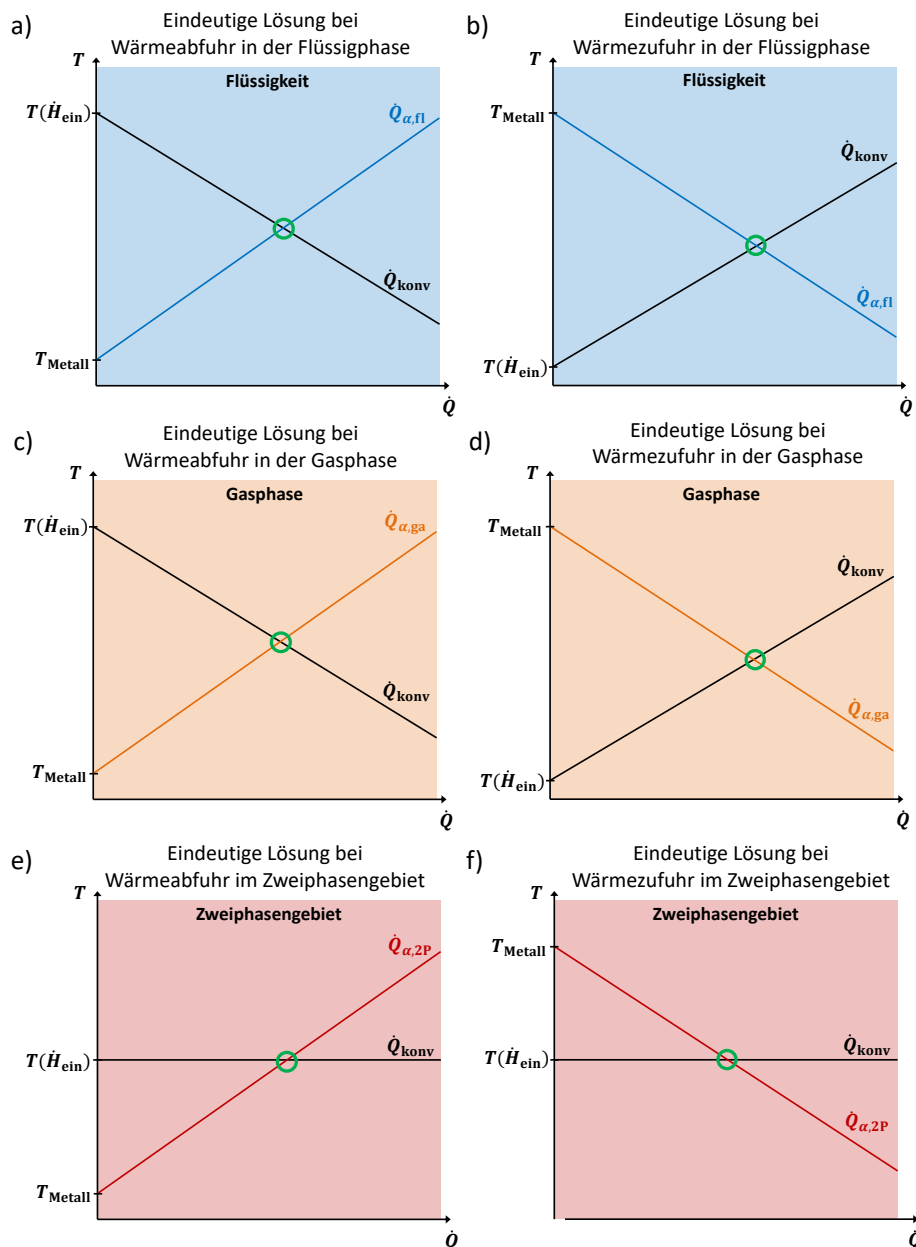 a)
Eindeutige Lösung bei
Wärmeabfuhr in der Flüssigphase
T
Flüssigkeit
T(Ḣein)
Q̇α,fl
Q̇konv
TMetall
Q̇
b)
Eindeutige Lösung bei
Wärmezufuhr in der Flüssigphase
T
Flüssigkeit
TMetall
Q̇konv
Q̇α,fl
T(Ḣein)
Q̇
c)
Eindeutige Lösung bei
Wärmeabfuhr in der Gasphase
T
Gasphase
T(Ḣein)
Q̇α,ga
Q̇konv
TMetall
Q̇
d)
Eindeutige Lösung bei
Wärmezufuhr in der Gasphase
T
Gasphase
TMetall
Q̇konv
Q̇α,ga
T(Ḣein)
Q̇
e)
Eindeutige Lösung bei
Wärmeabfuhr im Zweiphasengebiet
T
Zweiphasengebiet
Q̇α,2P
T(Ḣein)
Q̇konv
TMetall
Q̇
f)
Eindeutige Lösung bei
Wärmezufuhr im Zweiphasengebiet
T
Zweiphasengebiet
TMetall
T(Ḣein)
Q̇konv
Q̇α,2P
Q̇